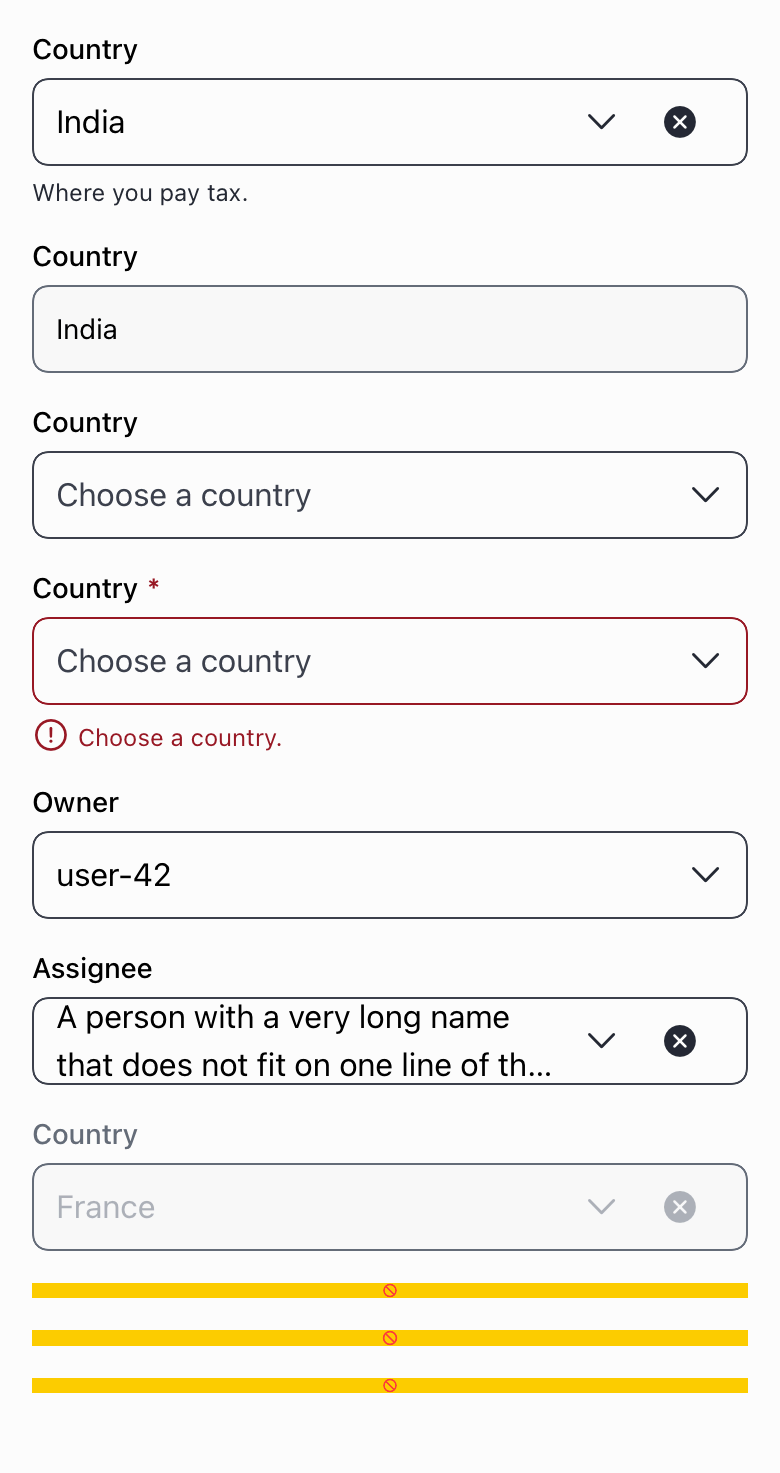 Country
India
Where you pay tax.
Country
India
Country
Choose a country
Country *
Choose a country
Choose a country.
Owner
user-42
Assignee
A person with a very long name
that does not fit on one line of th...
Country
France